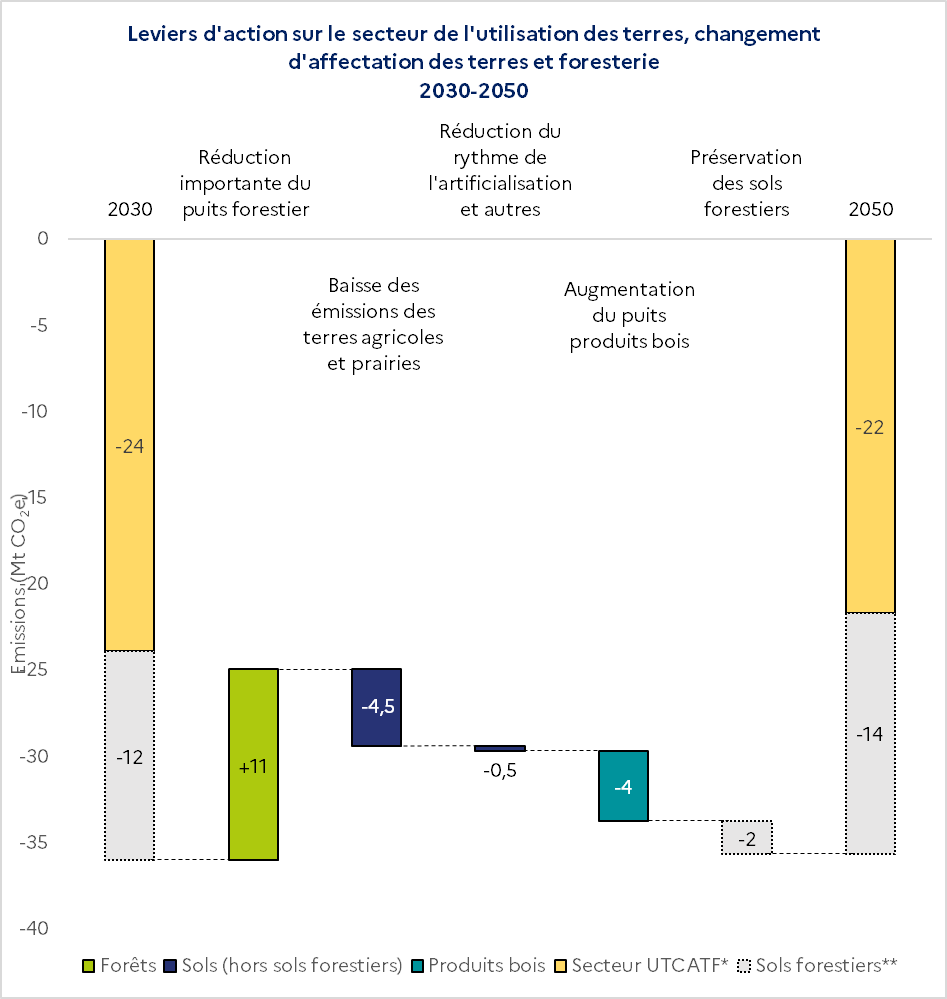 Leviers d'action sur le secteur de l'utilisation des terres, changement
d'affectation des terres et foresterie
2030-2050
2030
Réduction
importante du
puits forestier
Réduction du
rythme de
l'artificialisation
et autres
Préservation
des sols
forestiers
2050
Baisse des
émissions des
terres agricoles
et prairies
Augmentation
du puits
produits bois
Emissions (Mt CO₂e)
0
-5
-10
-15
-20
-25
-30
-35
-40
-24
-12
+11
-4,5
-0,5
-4
-2
-22
-14
Forêts
Sols (hors sols forestiers)
Produits bois
Secteur UTCATF*
Sols forestiers**